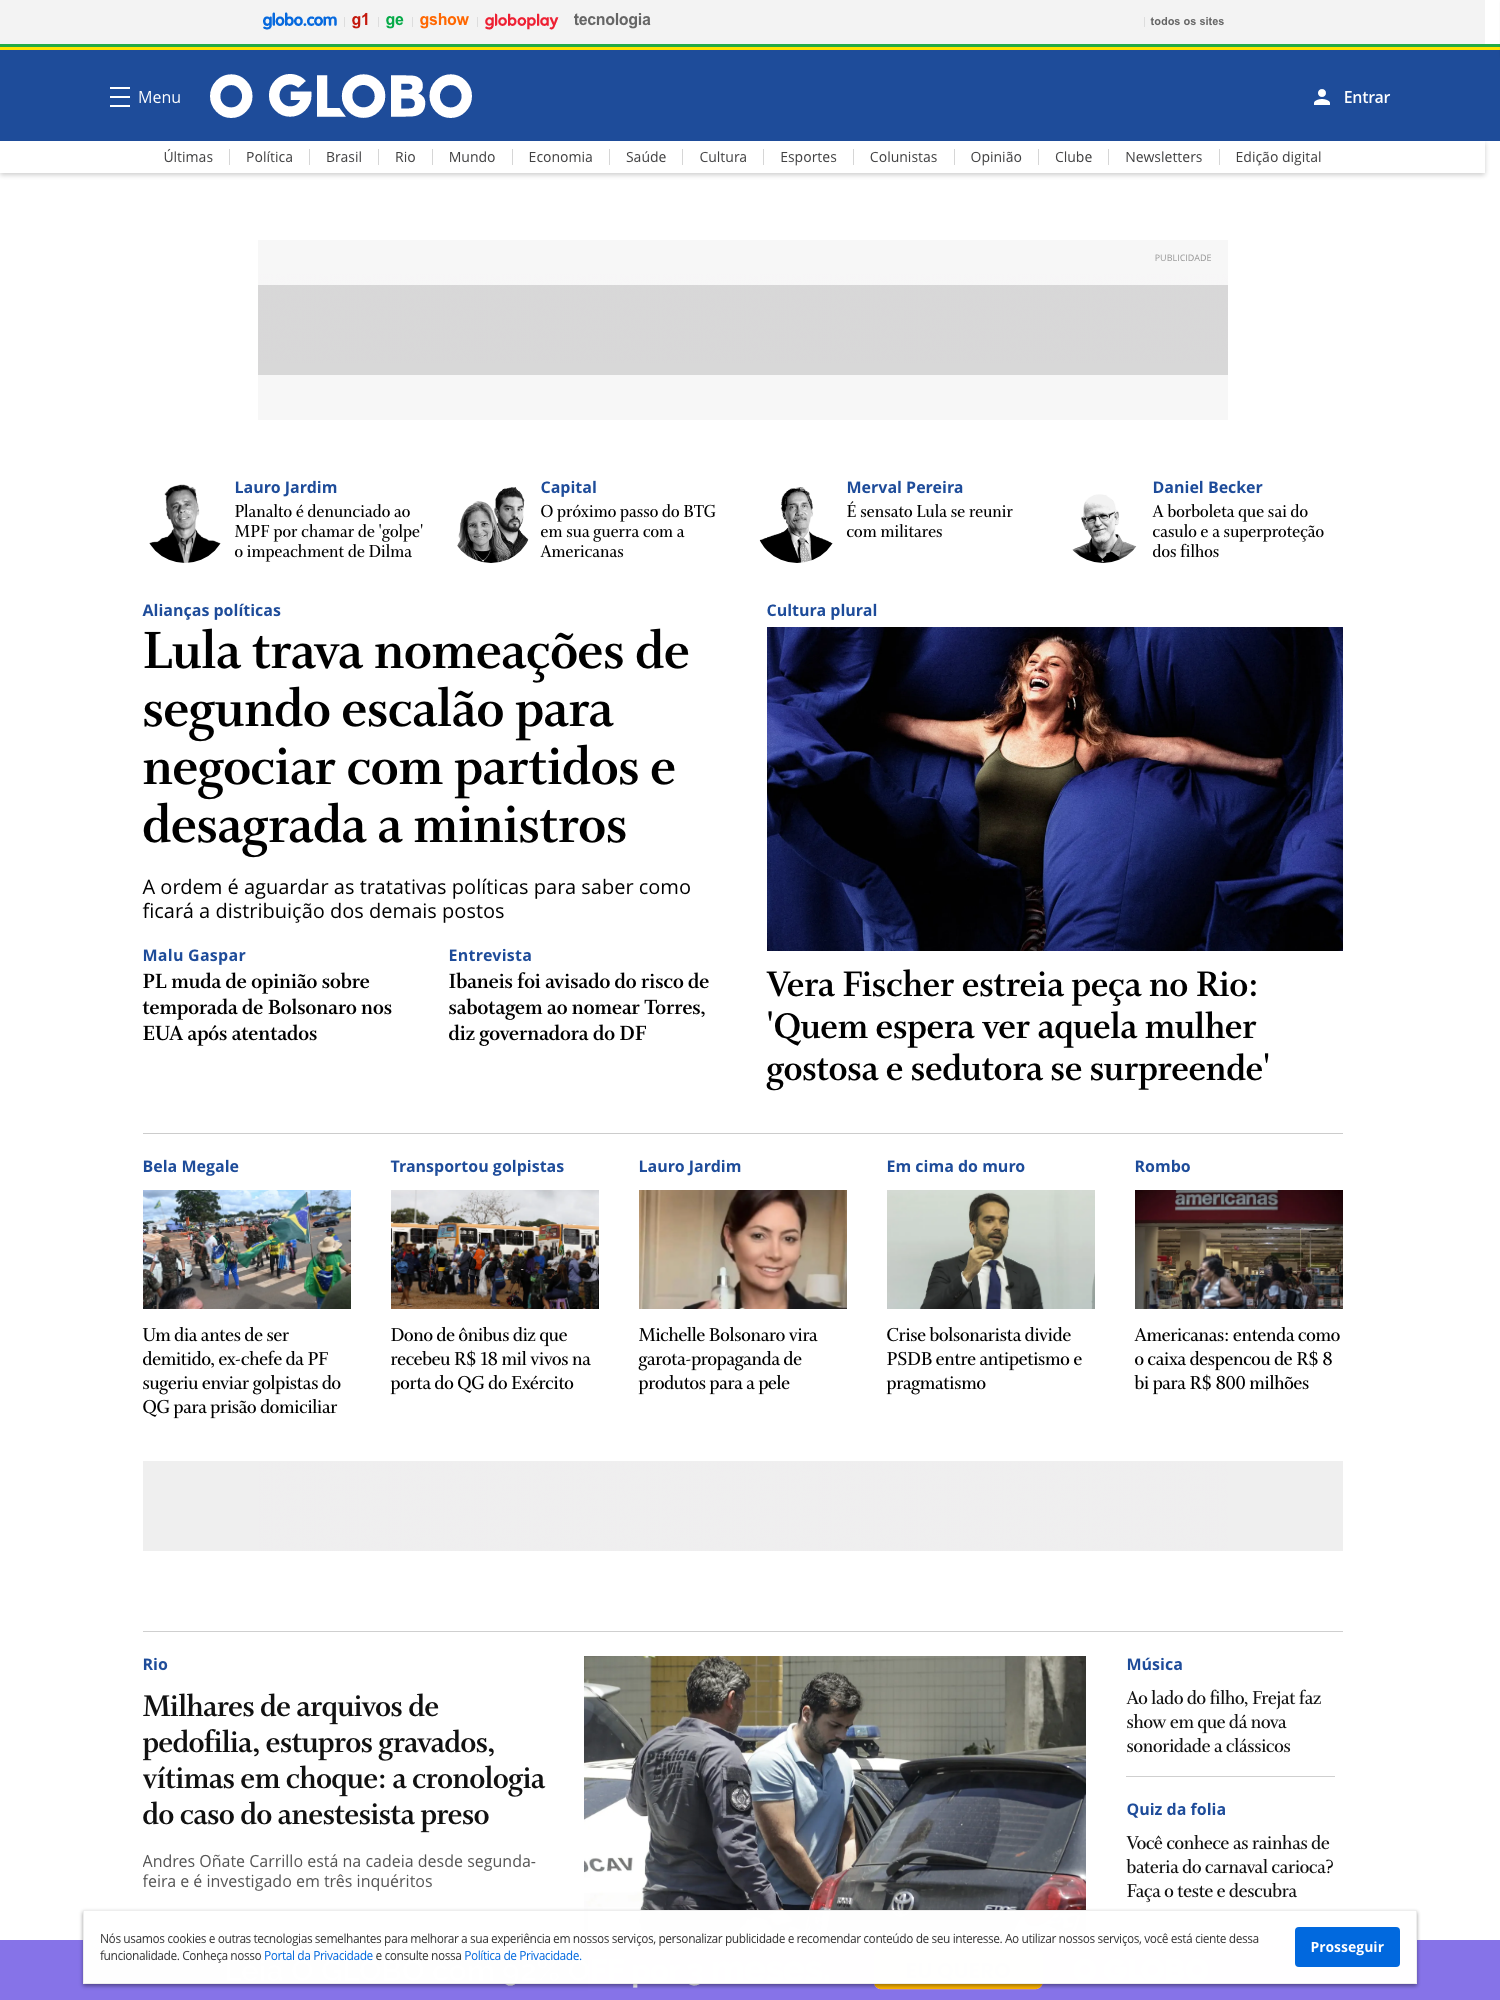 globo.com
g1
ge
gshow
globoplay
tecnologia
todos os sites
Menu
O GLOBO
Entrar
Últimas
Política
Brasil
Rio
Mundo
Economia
Saúde
Cultura
Esportes
Colunistas
Opinião
Clube
Newsletters
Edição digital
PUBLICIDADE
Lauro Jardim
Planalto é denunciado ao
MPF por chamar de 'golpe'
o impeachment de Dilma
Capital
O próximo passo do BTG
em sua guerra com a
Americanas
Merval Pereira
É sensato Lula se reunir
com militares
Daniel Becker
A borboleta que sai do
casulo e a superproteção
dos filhos
Alianças políticas
Lula trava nomeações de
segundo escalão para
negociar com partidos e
desagrada a ministros
A ordem é aguardar as tratativas políticas para saber como
ficará a distribuição dos demais postos
Malu Gaspar
PL muda de opinião sobre
temporada de Bolsonaro nos
EUA após atentados
Entrevista
Ibaneis foi avisado do risco de
sabotagem ao nomear Torres,
diz governadora do DF
Cultura plural
Vera Fischer estreia peça no Rio:
'Quem espera ver aquela mulher
gostosa e sedutora se surpreende'
Bela Megale
Um dia antes de ser
demitido, ex-chefe da PF
sugeriu enviar golpistas do
QG para prisão domiciliar
Transportou golpistas
Dono de ônibus diz que
recebeu R$ 18 mil vivos na
porta do QG do Exército
Lauro Jardim
Michelle Bolsonaro vira
garota-propaganda de
produtos para a pele
Em cima do muro
Crise bolsonarista divide
PSDB entre antipetismo e
pragmatismo
Rombo
americanas
Americanas: entenda como
o caixa despencou de R$ 8
bi para R$ 800 milhões
Rio
Milhares de arquivos de
pedofilia, estupros gravados,
vítimas em choque: a cronologia
do caso do anestesista preso
Andres Oñate Carrillo está na cadeia desde segunda-
feira e é investigado em três inquéritos
POLÍCIA
CIVIL
Música
Ao lado do filho, Frejat faz
show em que dá nova
sonoridade a clássicos
Quiz da folia
Você conhece as rainhas de
bateria do carnaval carioca?
Faça o teste e descubra
Nós usamos cookies e outras tecnologias semelhantes para melhorar a sua experiência em nossos serviços, personalizar publicidade e recomendar conteúdo de seu interesse. Ao utilizar nossos serviços, você está ciente dessa
funcionalidade. Conheça nosso Portal da Privacidade e consulte nossa Política de Privacidade.
Prosseguir